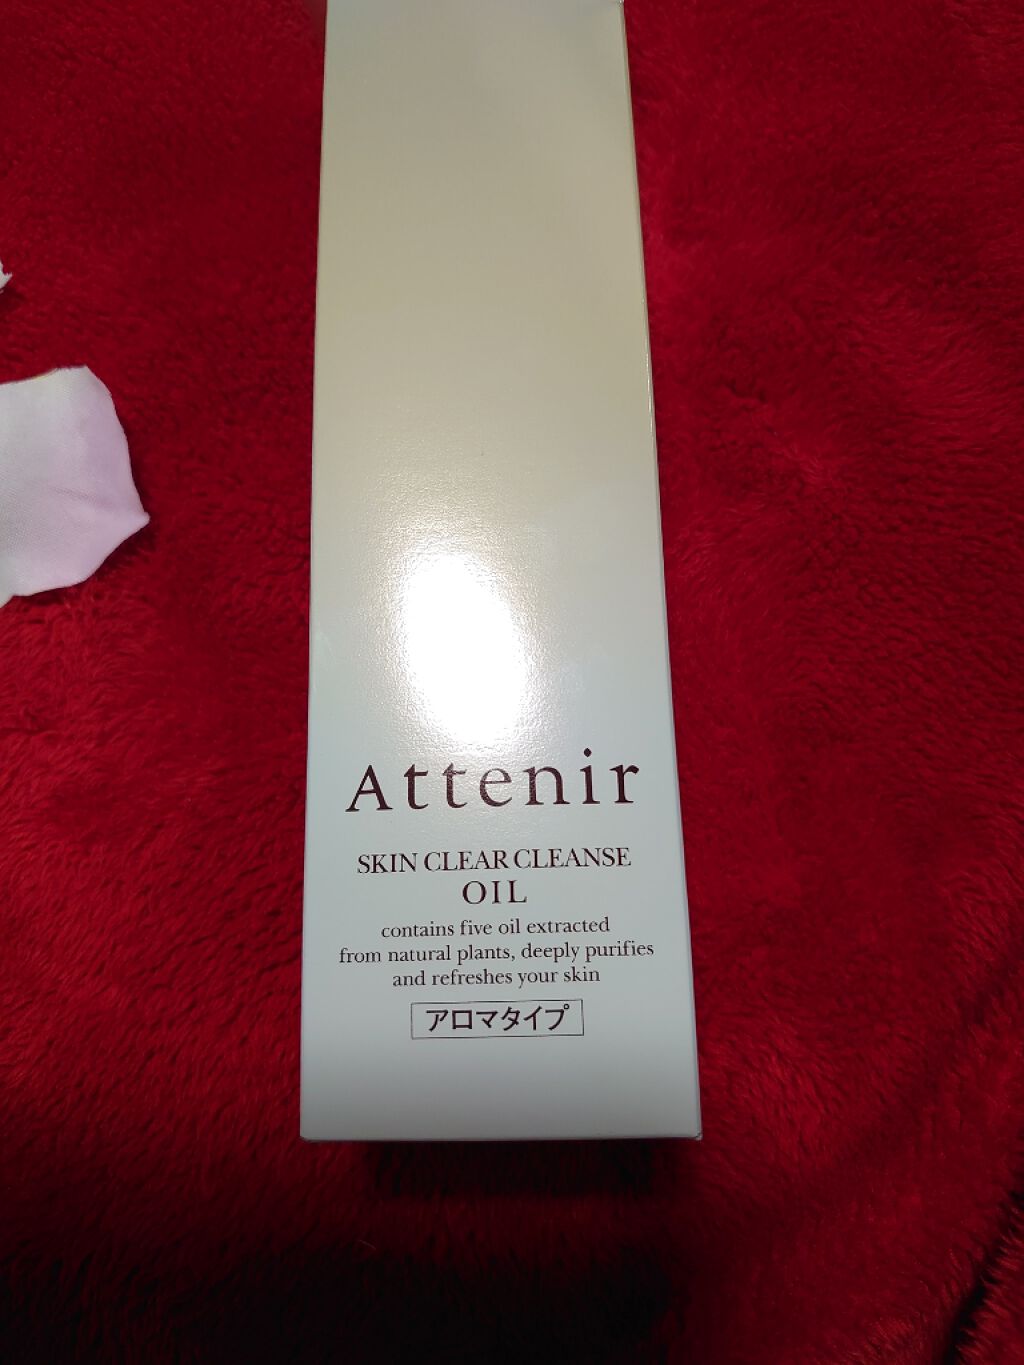 Attenir
SKIN CLEAR CLEANSE
OIL
contains five oil extracted
from natural plants, deeply purifies
and refreshes your skin
アロマタイプ